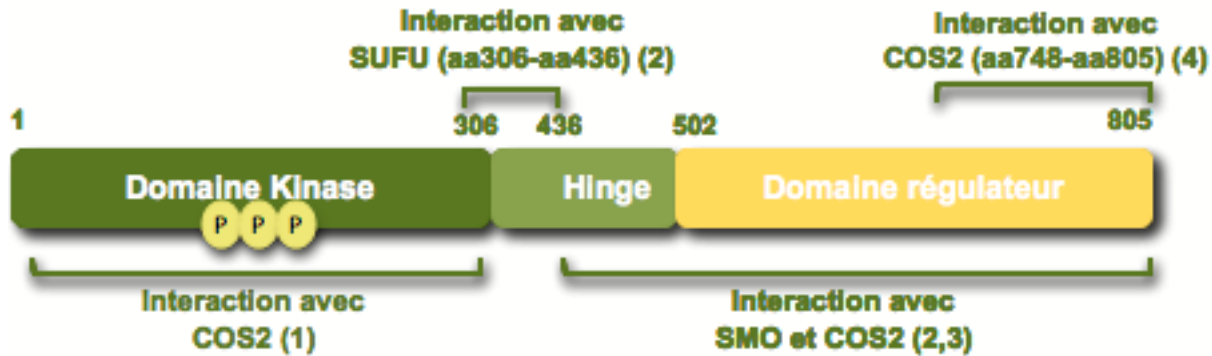 Interaction avec
SUFU (aa306-aa436) (2)
Interaction avec
COS2 (aa748-aa805) (4)
1
306
436
502
805
Domaine Kinase
Hinge
Domaine régulateur
P P P
Interaction avec
COS2 (1)
Interaction avec
SMO et COS2 (2,3)